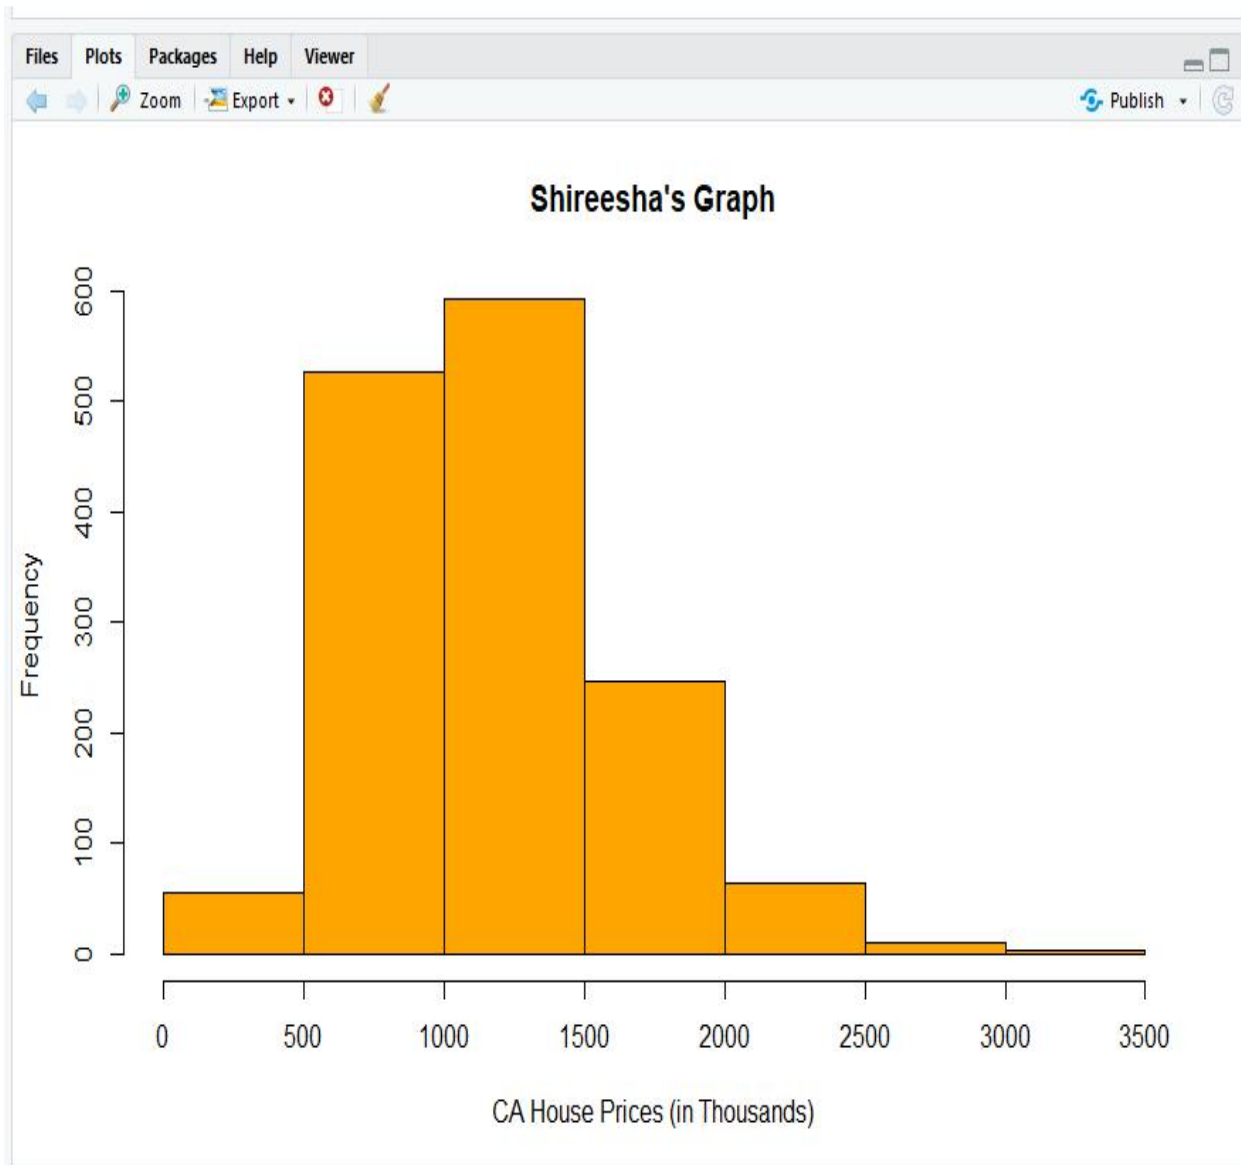 Files Plots Packages Help Viewer
Zoom Export Publish
Shireesha's Graph
600
500
400
300
200
100
0
Frequency
0 500 1000 1500 2000 2500 3000 3500
CA House Prices (in Thousands)